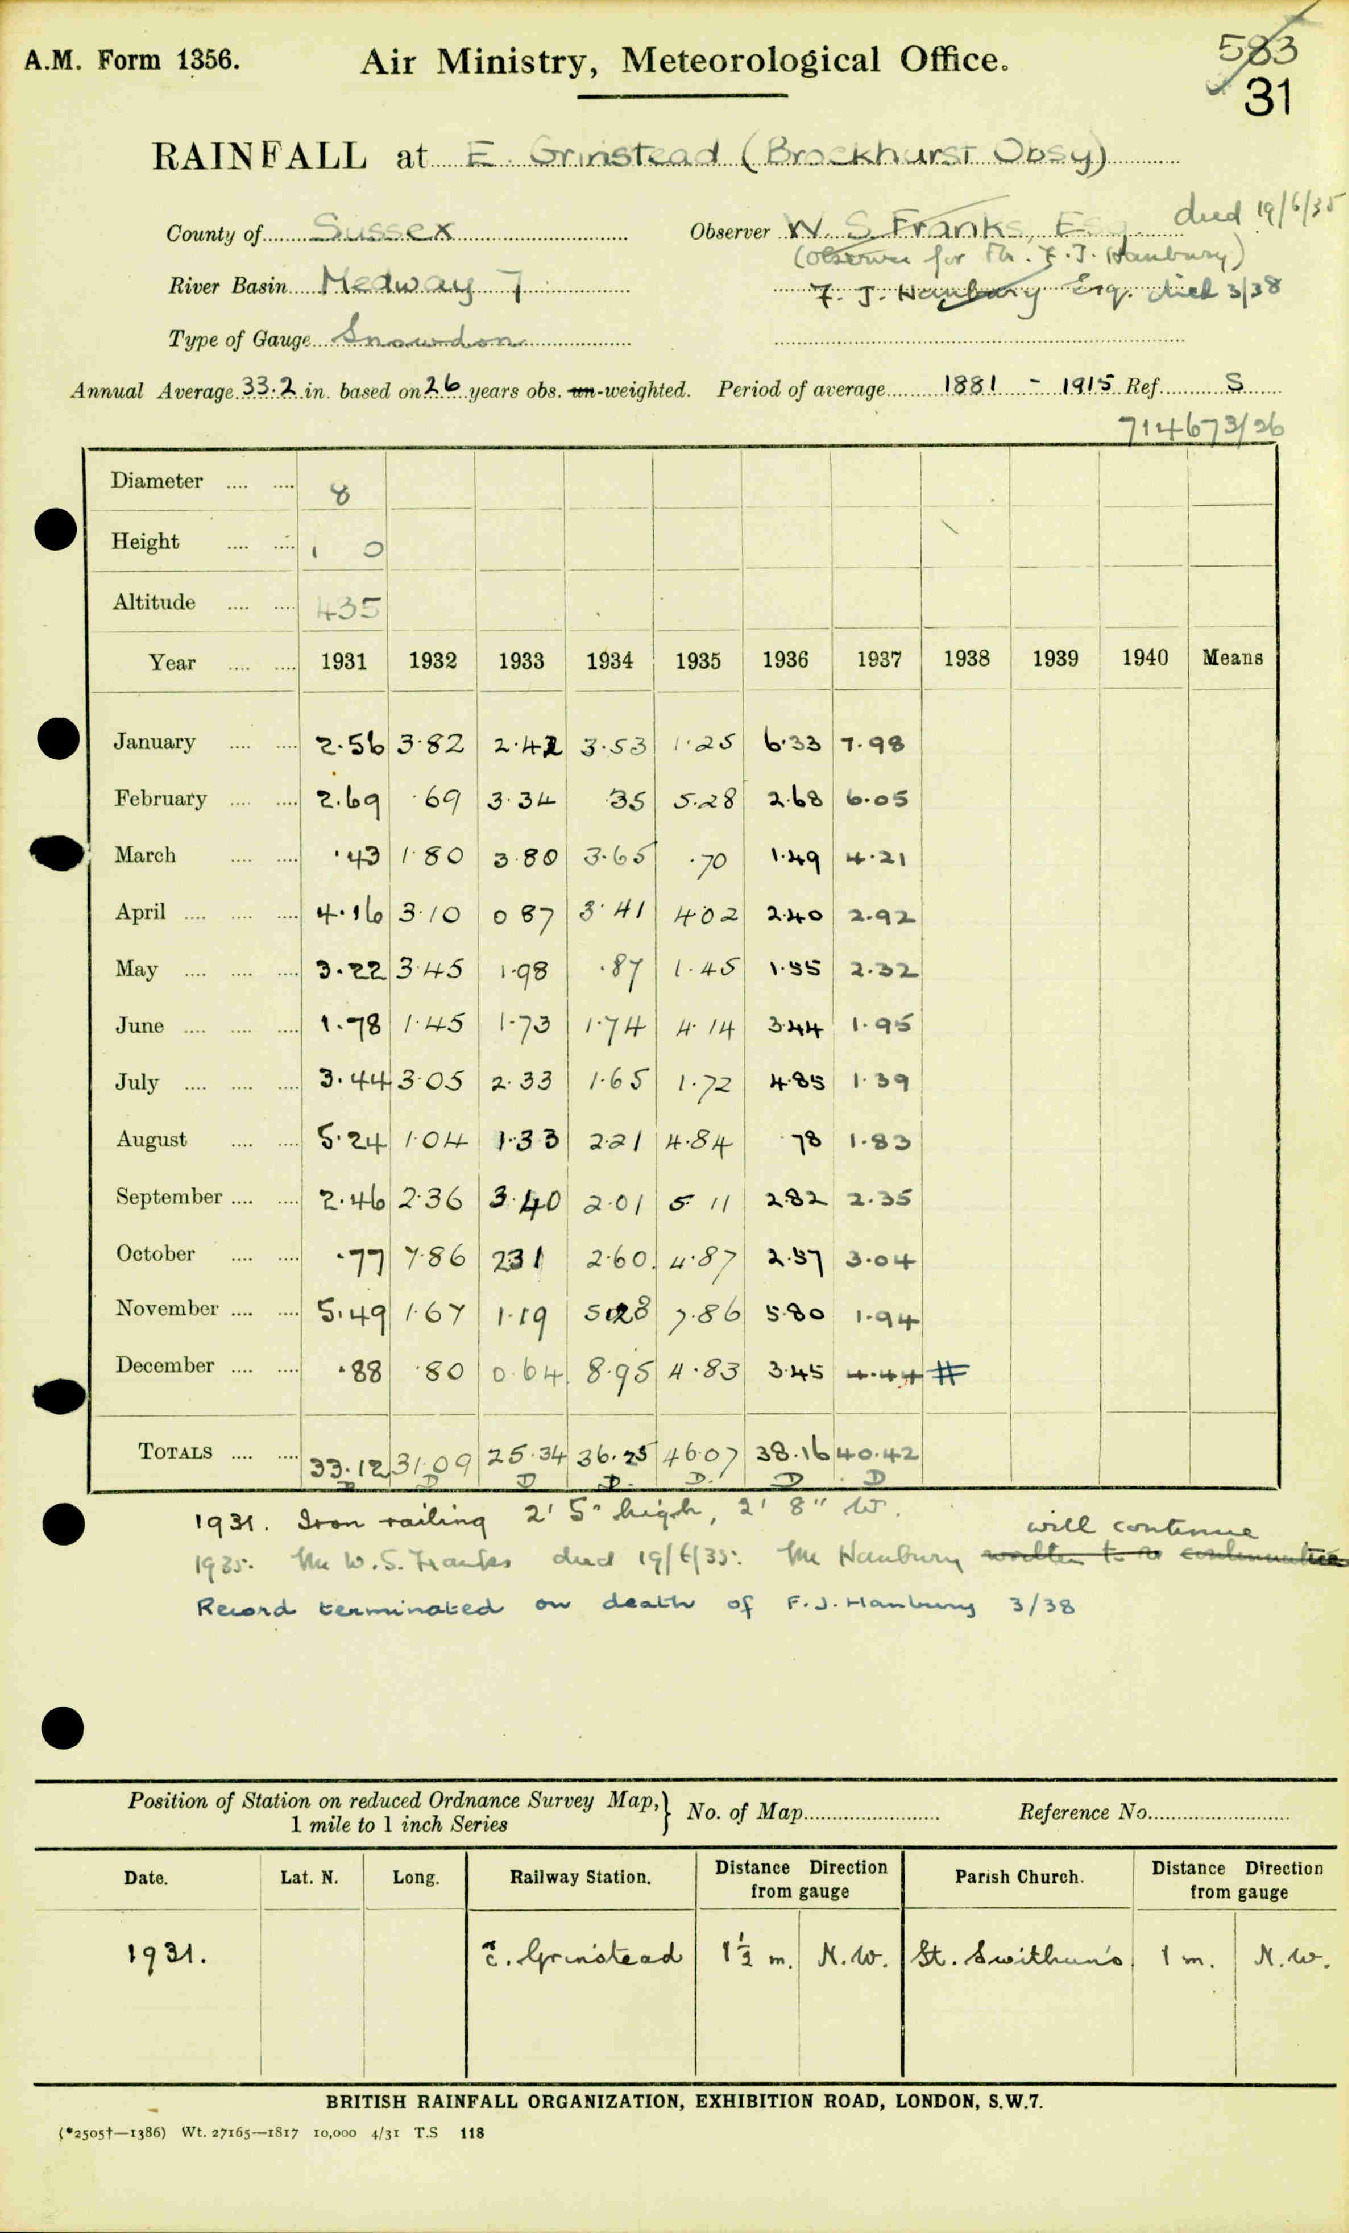 A.M. Form 1356.
Air Ministry, Meteorological Office.
583
31
RAINFALL at E. Grinstead (Brockhurst Obsy)
County of Sussex
Observer W. S. Franks, Esq. died 19/6/35
(observer for Mr. F. J. Hanbury)
River Basin Medway 7
F. J. Hanbury Esq. died 3/38
Type of Gauge Snowdon
Annual Average 33.2 in. based on 26 years obs. un-weighted. Period of average 1881 - 1915 Ref. S
714673/26
Diameter .... .... 8
Height .... .... 1 0
Altitude .... .... 435
Year .... .... 1931 1932 1933 1934 1935 1936 1937 1938 1939 1940 Means
January .... .... 2.56 3.82 2.42 3.53 1.25 6.33 7.98
February .... .... 2.69 .69 3.34 .35 5.28 2.68 6.05
March .... .... .43 1.80 3.80 3.65 .70 1.49 4.21
April .... .... .... 4.16 3.10 0 87 3.41 4.02 2.40 2.92
May .... .... .... 3.22 3.45 1.98 .87 1.45 1.55 2.32
June .... .... .... 1.78 1.45 1.73 1.74 4.14 3.44 1.95
July .... .... .... 3.44 3.05 2.33 1.65 1.72 4.85 1.39
August .... .... 5.24 1.04 1.33 2.21 4.84 .78 1.83
September .... .... 2.46 2.36 3.40 2.01 5 11 2.82 2.35
October .... .... .77 7.86 231 2.60 4.87 2.57 3.04
November .... .... 5.49 1.67 1.19 5.28 7.86 5.80 1.94
December .... .... .88 .80 0.64 8.95 4.83 3.45 4.44 #
TOTALS .... .... 33.12 31.09 25.34 36.25 46.07 38.16 40.42
D D D D D D D
1931. Iron railing 2' 5" high, 2' 8" W.
will continue
1935. Mr W.S. Franks died 19/6/35. Mr Hanbury written to re
Record terminated on death of F.J. Hanbury 3/38
Position of Station on reduced Ordnance Survey Map, 1 mile to 1 inch Series } No. of Map Reference No.
Date. Lat. N. Long. Railway Station. Distance Direction from gauge Parish Church. Distance Direction from gauge
1931. E. Grinstead 1½ m. N.W. St. Swithun's 1 m. N.W.
BRITISH RAINFALL ORGANIZATION, EXHIBITION ROAD, LONDON, S.W.7.
(*2505†—1386) Wt. 27165—1817 10,000 4/31 T.S 118